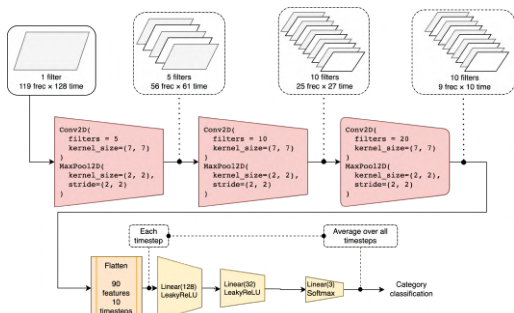 1 filter
119 frec × 128 time
5 filters
56 frec × 61 time
10 filters
25 frec × 27 time
10 filters
9 frec × 10 time
Conv2D(
filters = 5
kernel_size=(7, 7)
)
MaxPool2D(
kernel_size=(2, 2),
stride=(2, 2)
)
Conv2D(
filters = 10
kernel_size=(7, 7)
)
MaxPool2D(
kernel_size=(2, 2),
stride=(2, 2)
)
Conv2D(
filters = 20
kernel_size=(7, 7)
)
MaxPool2D(
kernel_size=(2, 2),
stride=(2, 2)
)
Each
timestep
Average over all
timesteps
Flatten
90
features
10
timesteps
Linear(128)
LeakyReLU
Linear(32)
LeakyReLU
Linear(3)
Softmax
Category
classification